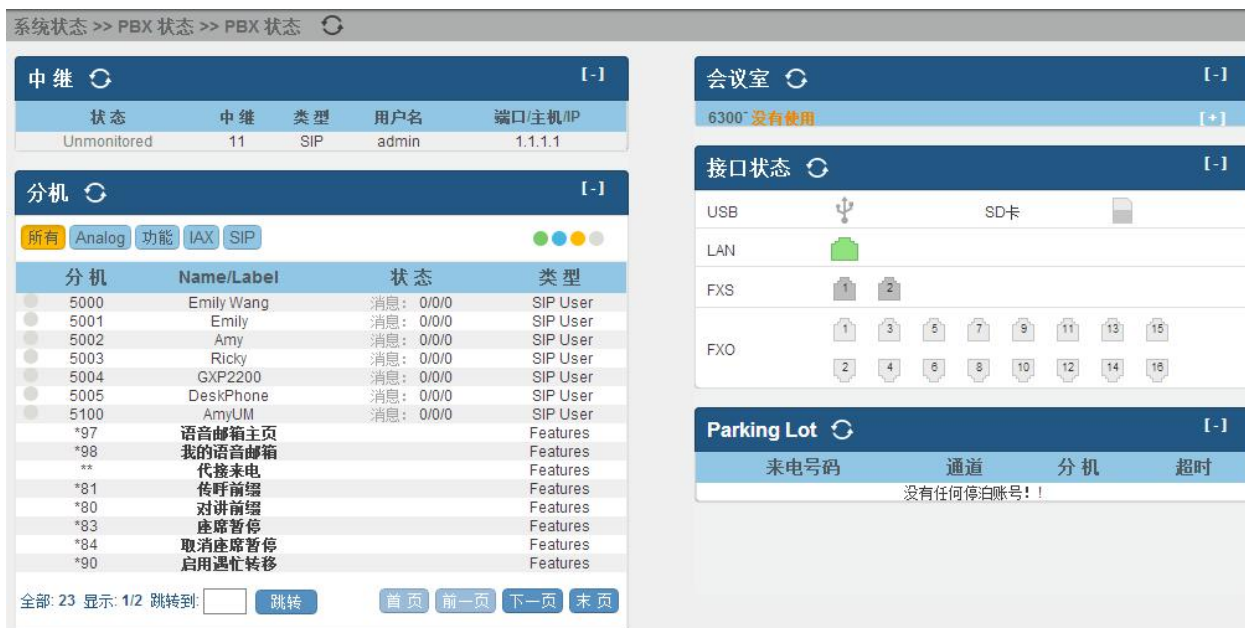 系统状态 >> PBX 状态 >> PBX 状态
中 继 [-]
状 态 中 继 类 型 用户名 端口/主机/IP
Unmonitored 11 SIP admin 1.1.1.1
分机 [-]
所有 Analog 功能 IAX SIP
分 机 Name/Label 状 态 类 型
5000 Emily Wang 消息: 0/0/0 SIP User
5001 Emily 消息: 0/0/0 SIP User
5002 Amy 消息: 0/0/0 SIP User
5003 Ricky 消息: 0/0/0 SIP User
5004 GXP2200 消息: 0/0/0 SIP User
5005 DeskPhone 消息: 0/0/0 SIP User
5100 AmyUM 消息: 0/0/0 SIP User
*97 语音邮箱主页 Features
*98 我的语音邮箱 Features
** 代接来电 Features
*81 传呼前缀 Features
*80 对讲前缀 Features
*83 座席暂停 Features
*84 取消座席暂停 Features
*90 启用遇忙转移 Features
全部: 23 显示: 1/2 跳转到: 跳转 首 页 前一页 下一页 末 页
会议室 [-]
6300- 没有使用 [+]
接口状态 [-]
USB SD卡
LAN
FXS 1 2
FXO
1 3 5 7 9 11 13 15
2 4 6 8 10 12 14 16
Parking Lot [-]
来电号码 通道 分 机 超时
没有任何停泊账号! !